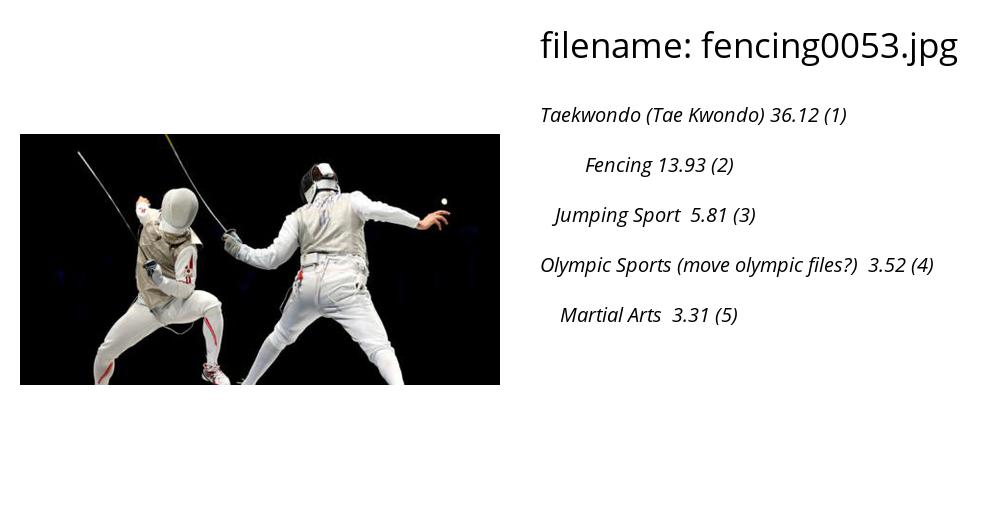 filename: fencing0053.jpg
Taekwondo (Tae Kwondo) 36.12 (1)
Fencing 13.93 (2)
Jumping Sport 5.81 (3)
Olympic Sports (move olympic files?) 3.52 (4)
Martial Arts 3.31 (5)